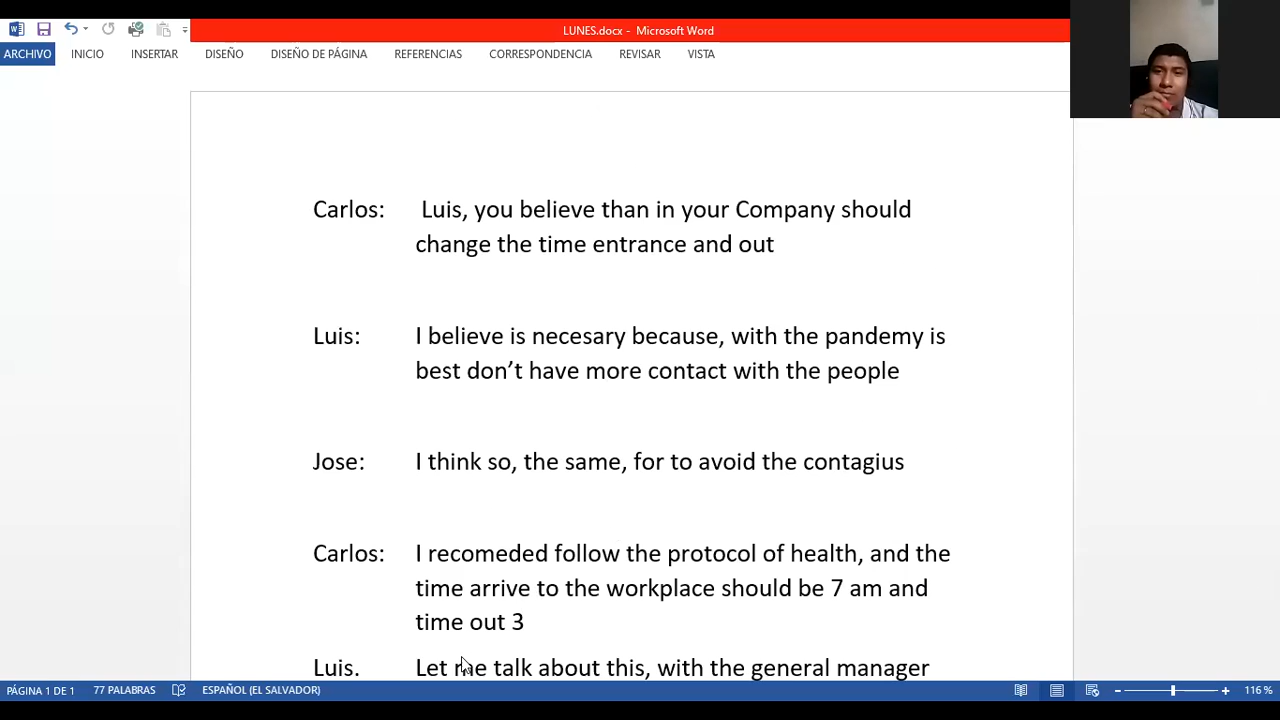 LUNES.docx - Microsoft Word
ARCHIVO INICIO INSERTAR DISEÑO DISEÑO DE PÁGINA REFERENCIAS CORRESPONDENCIA REVISAR VISTA
Carlos: Luis, you believe than in your Company should
change the time entrance and out
Luis: I believe is necesary because, with the pandemy is
best don’t have more contact with the people
Jose: I think so, the same, for to avoid the contagius
Carlos: I recomeded follow the protocol of health, and the
time arrive to the workplace should be 7 am and
time out 3
Luis. Let me talk about this, with the general manager
PÁGINA 1 DE 1 77 PALABRAS ESPAÑOL (EL SALVADOR) 116 %